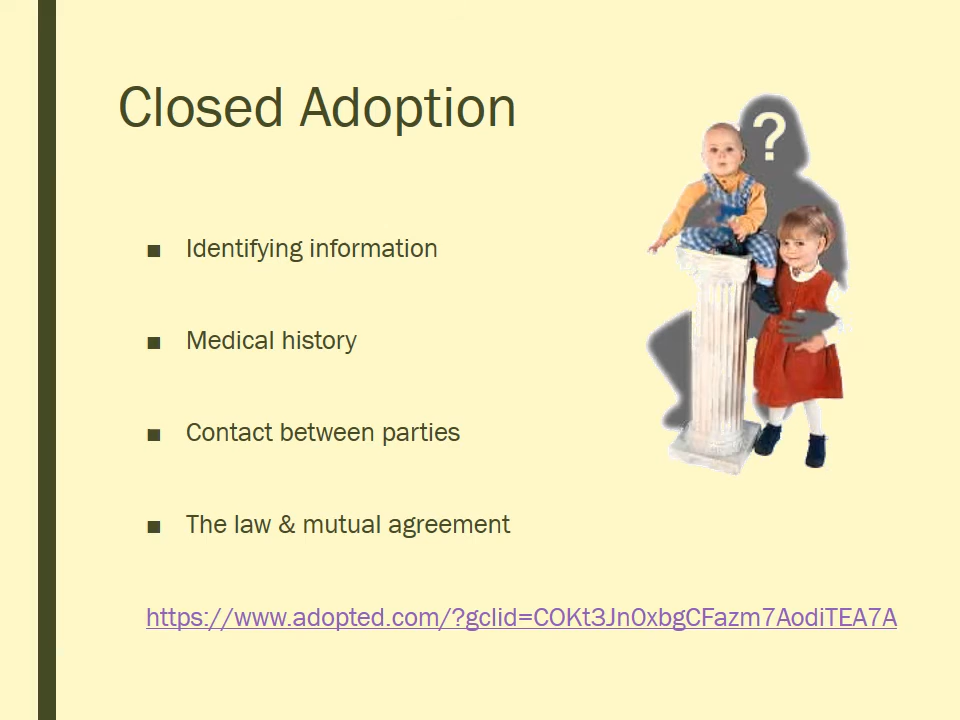 Closed Adoption
?
■ Identifying information
■ Medical history
■ Contact between parties
■ The law & mutual agreement
https://www.adopted.com/?gclid=COKt3Jn0xbgCFazm7AodiTEA7A